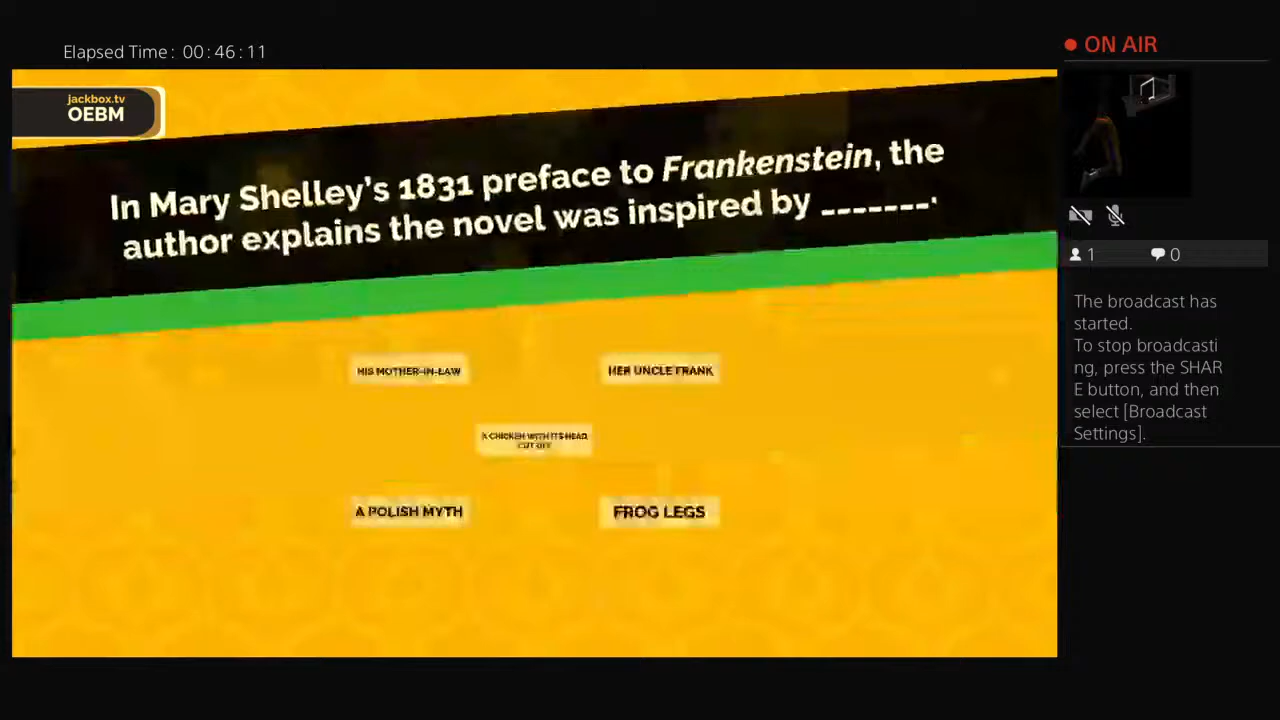 Elapsed Time: 00:46:11
ON AIR
jackbox.tv
OEBM
In Mary Shelley's 1831 preface to Frankenstein, the
author explains the novel was inspired by _______.
1
0
The broadcast has
started.
To stop broadcasti
ng, press the SHAR
E button, and then
select [Broadcast
Settings].
HIS MOTHER-IN-LAW
HER UNCLE FRANK
A CHICKEN WITH ITS HEAD
CUT OFF
A POLISH MYTH
FROG LEGS